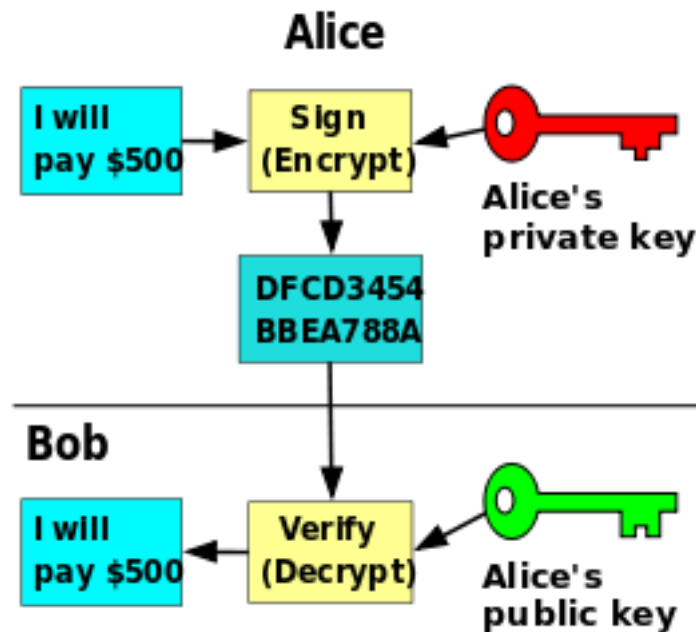 Alice
I will
pay $500
Sign
(Encrypt)
Alice's
private key
DFCD3454
BBEA788A
Bob
I will
pay $500
Verify
(Decrypt)
Alice's
public key